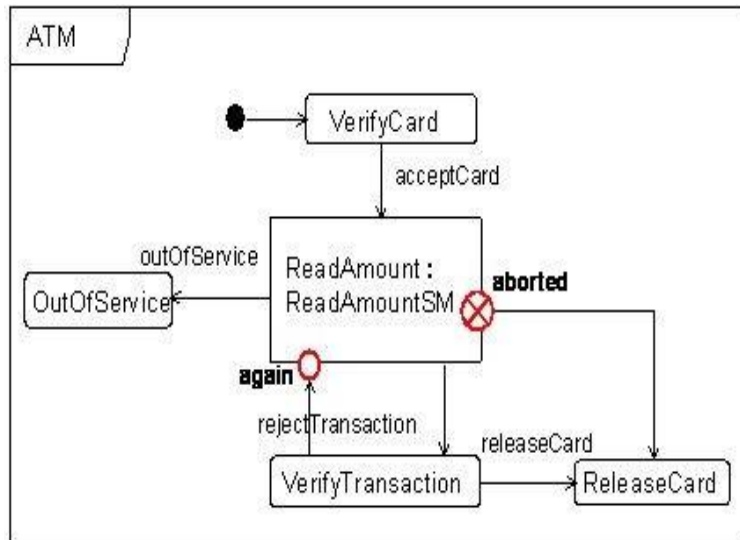 ATM
VerifyCard
acceptCard
outOfService
ReadAmount :
ReadAmountSM
aborted
OutOfService
again
rejectTransaction
releaseCard
VerifyTransaction
ReleaseCard